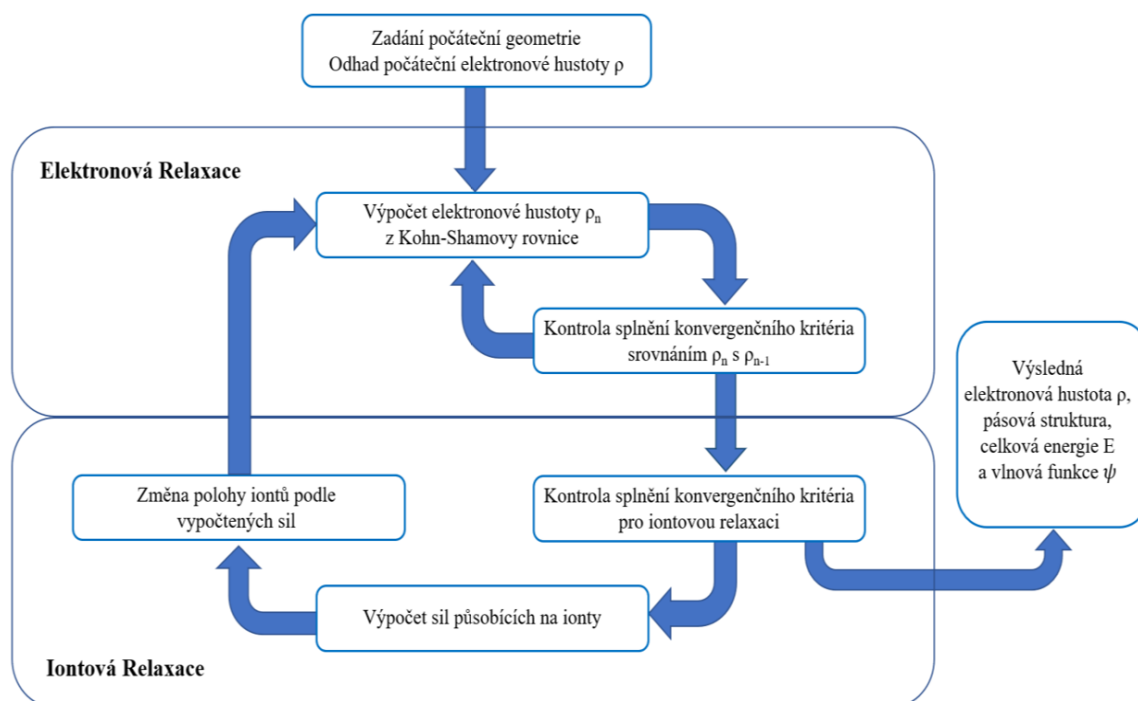 Zadání počáteční geometrie
Odhad počáteční elektronové hustoty ρ
Elektronová Relaxace
Výpočet elektronové hustoty ρₙ
z Kohn-Shamovy rovnice
Kontrola splnění konvergenčního kritéria
srovnáním ρₙ s ρₙ₋₁
Výsledná
elektronová hustota ρ,
pásová struktura,
celková energie E
a vlnová funkce ψ
Změna polohy iontů podle
vypočtených sil
Kontrola splnění konvergenčního kritéria
pro iontovou relaxaci
Výpočet sil působících na ionty
Iontová Relaxace